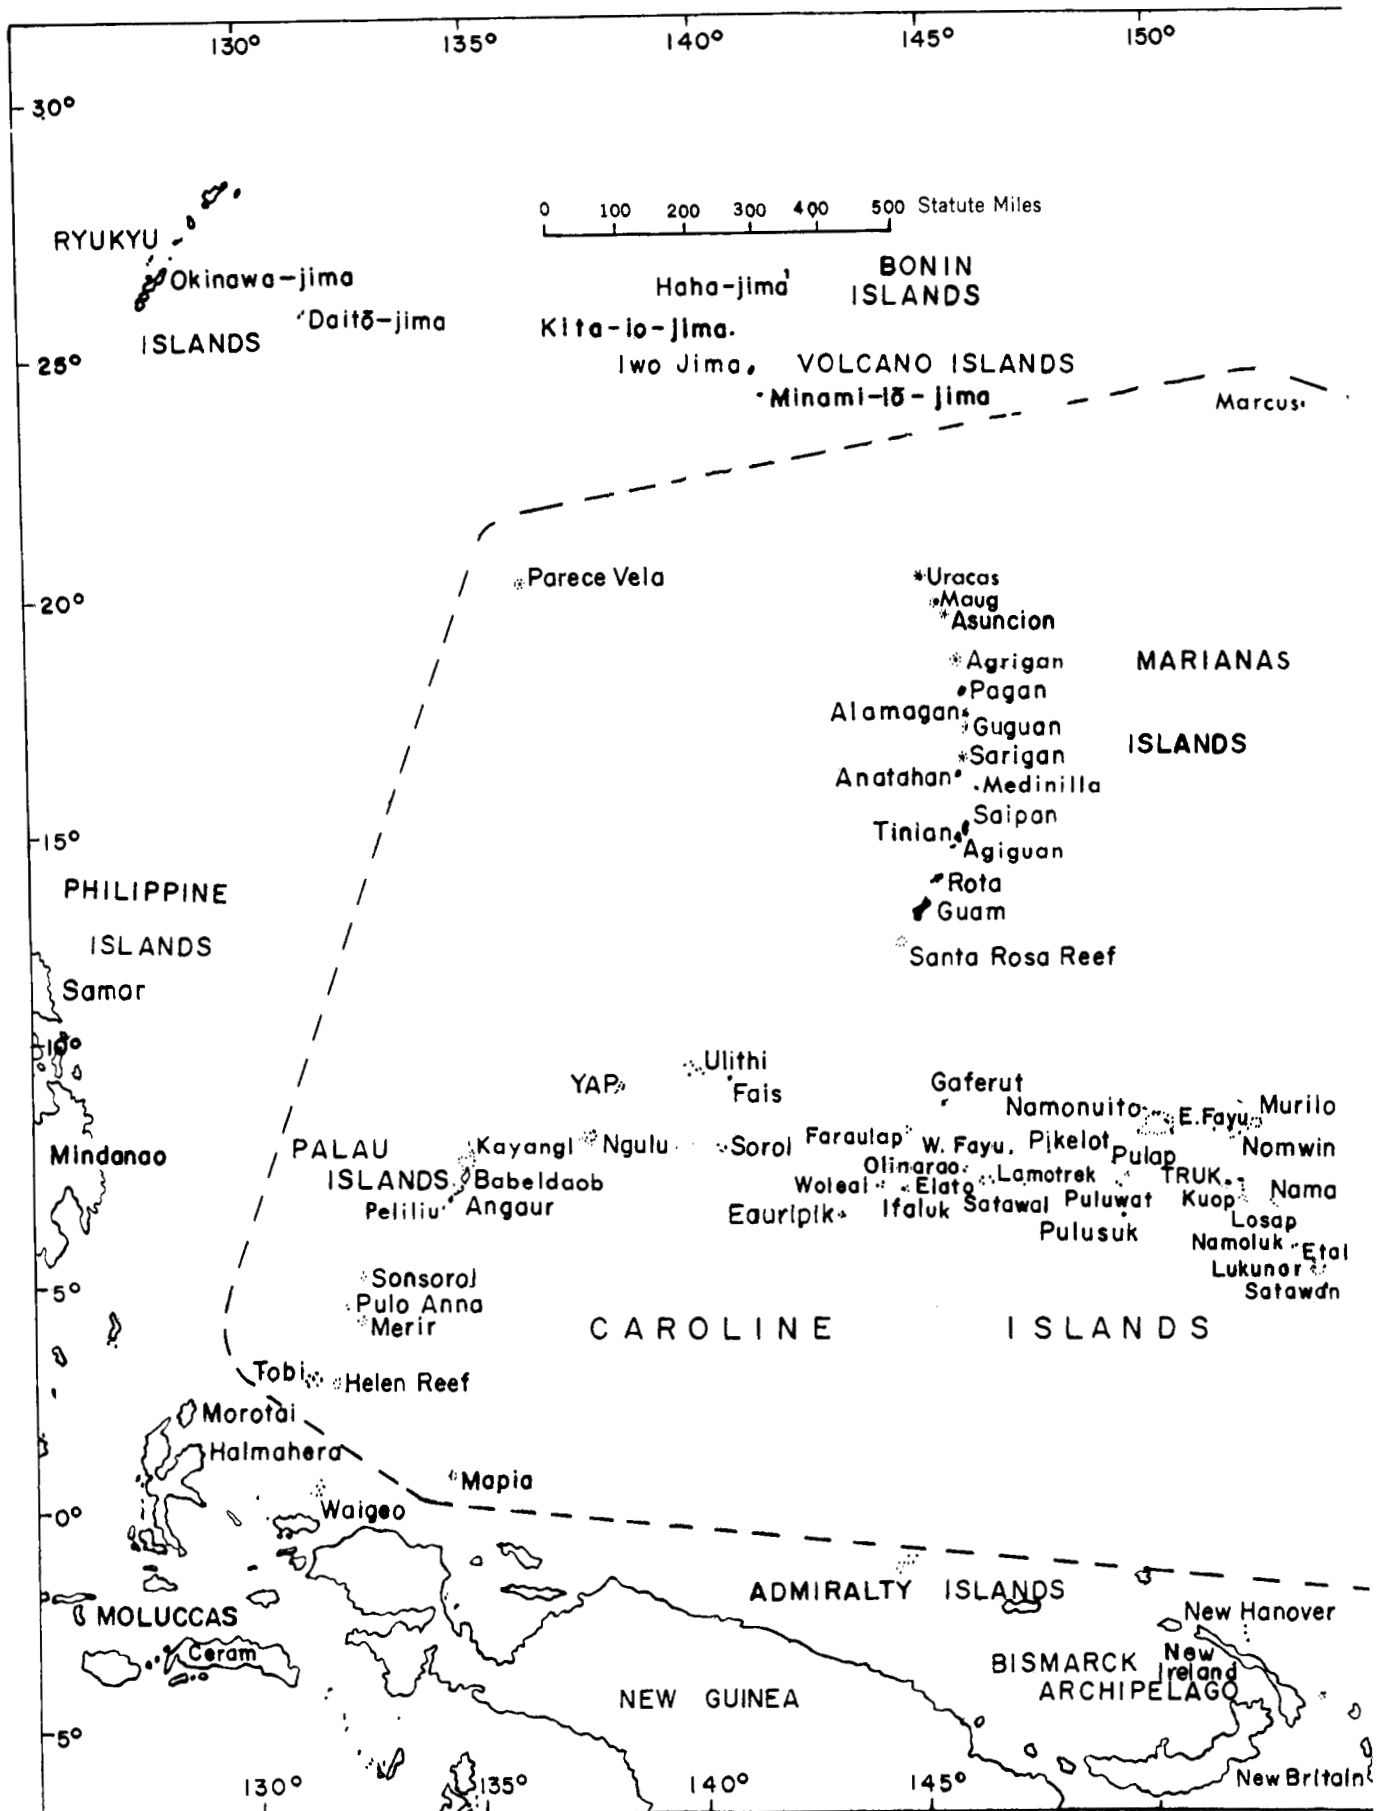 130° 135° 140° 145° 150°
30°
0 100 200 300 400 500 Statute Miles
RYUKYU
BONIN
Okinawa-jima
Haha-jima
ISLANDS
Daitō-jima
Kita-io-jima
ISLANDS
25°
Iwo Jima
VOLCANO ISLANDS
Minami-iō-jima
Marcus
Parece Vela
Uracas
20°
Maug
Asuncion
Agrigan
MARIANAS
Pagan
Alamagan
Guguan
ISLANDS
Sarigan
Anatahan
Medinilla
Saipan
Tinian
15°
Agiguan
PHILIPPINE
Rota
Guam
ISLANDS
Santa Rosa Reef
Samar
10°
Ulithi
YAP
Fais
Gaferut
Namonuito
E. Fayu
Murilo
Mindanao
PALAU
Kayangl
Ngulu
Sorol
Faraulap
W. Fayu
Pikelot
Pulap
Nomwin
Olinarao
ISLANDS
Babeldaob
Woleai
Elato
Lamotrek
TRUK
Peliliu
Angaur
Eauripik
Ifaluk
Satawal
Puluwat
Kuop
Nama
Pulusuk
Losap
Namoluk
Etal
Lukunor
5°
Sonsorol
Satawan
Pulo Anna
Merir
CAROLINE ISLANDS
Tobi
Helen Reef
Morotai
Halmahera
Mapia
0°
Waigeo
ADMIRALTY ISLANDS
MOLUCCAS
New Hanover
Ceram
BISMARCK
New
Ireland
NEW GUINEA
ARCHIPELAGO
5°
130° 135° 140° 145°
New Britain